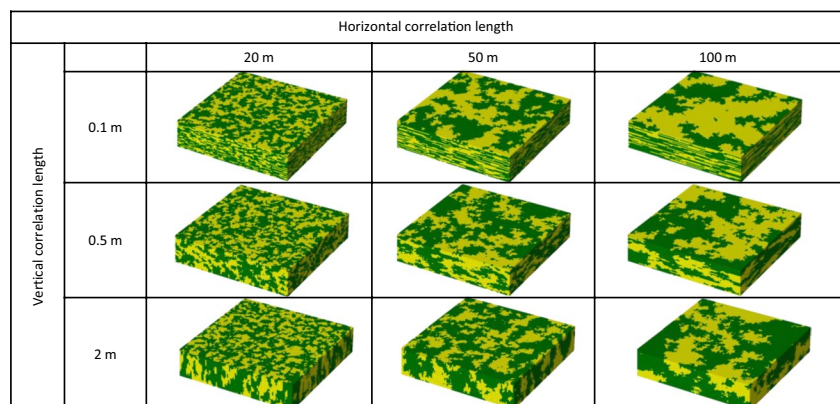 Horizontal correlation length
20 m
50 m
100 m
Vertical correlation length
0.1 m
0.5 m
2 m